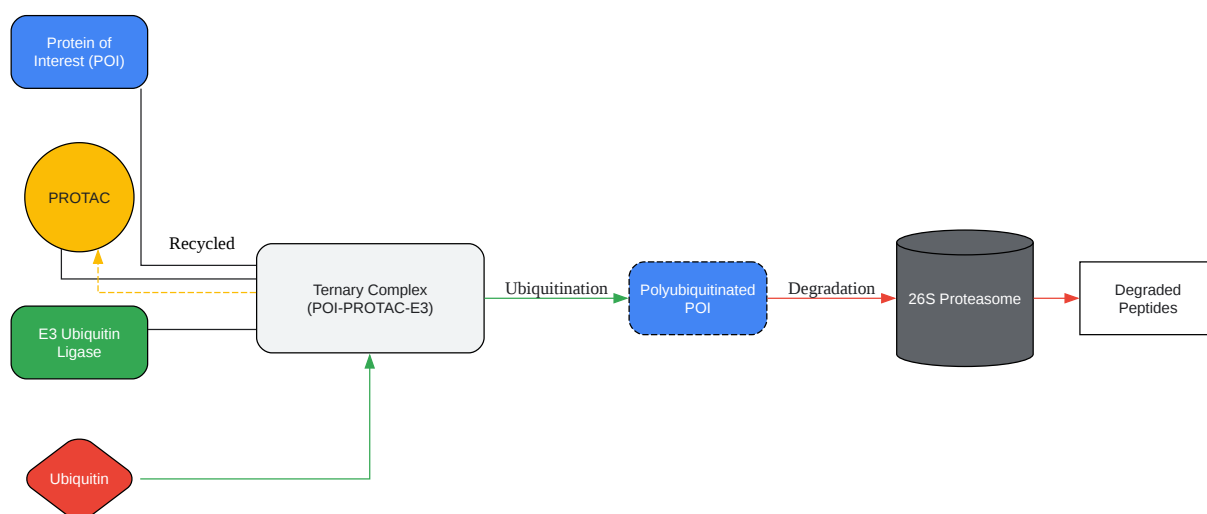 Protein of
Interest (POI)
PROTAC
Recycled
E3 Ubiquitin
Ligase
Ubiquitin
Ternary Complex
(POI-PROTAC-E3)
Ubiquitination
Polyubiquitinated
POI
Degradation
26S Proteasome
Degraded
Peptides